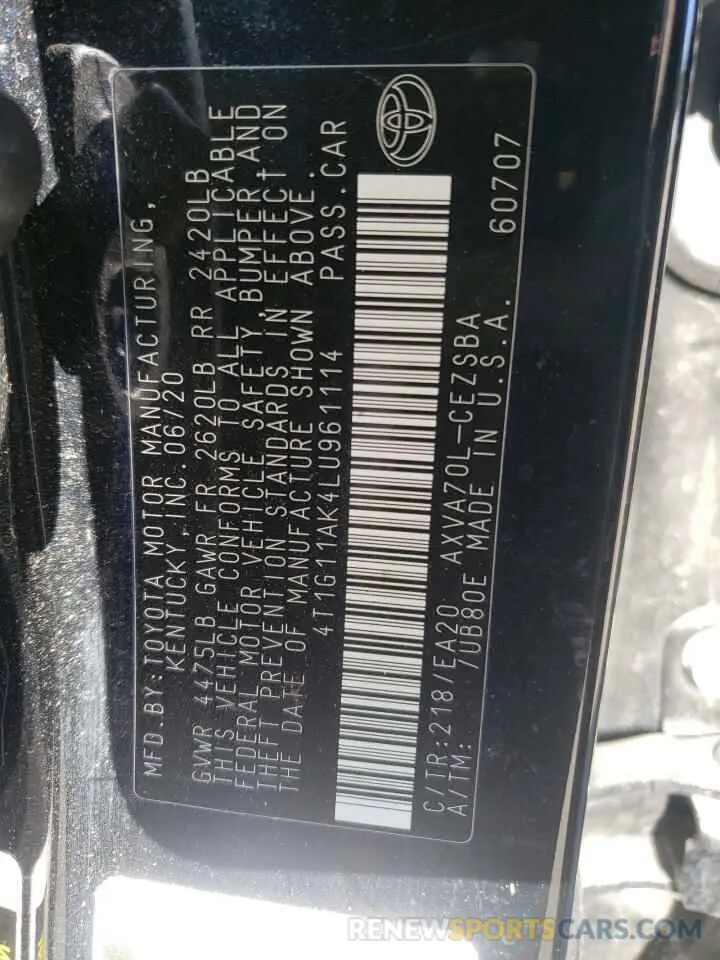 MFD.BY:TOYOTA MOTOR MANUFACTURING,
KENTUCKY, INC.06/20
GVWR 4475LB GAWR FR 2620LB RR 2420LB
THIS VEHICLE CONFORMS TO ALL APPLICABLE
FEDERAL MOTOR VEHICLE SAFETY, BUMPER, AND
THEFT PREVENTION STANDARDS IN EFFECT ON
THE DATE OF MANUFACTURE SHOWN ABOVE.
4T1G11AK4LU961114 PASS.CAR
C/TR:218/EA20 AXVA70L-CEZSBA
A/TM: /UB80E MADE IN U.S.A. 60707
RENEWSPORTSCARS.COM